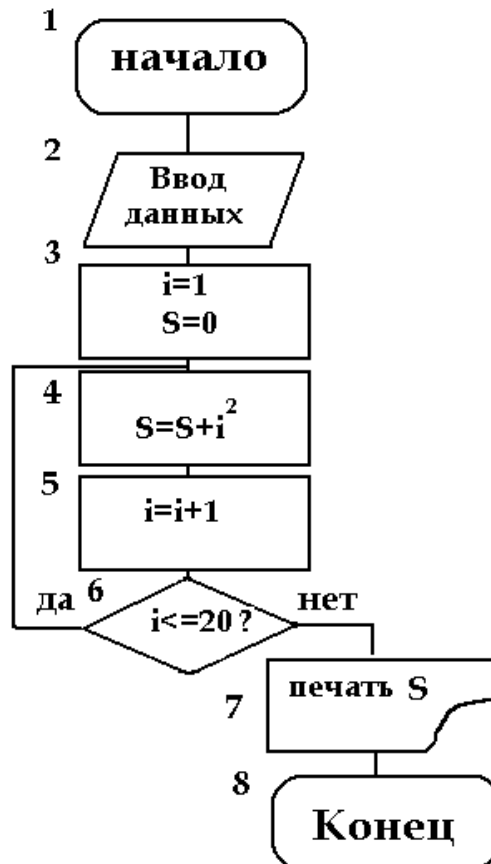 1
начало
2
Ввод
данных
3
i=1
S=0
4
S=S+i²
5
i=i+1
да 6
i<=20?
нет
7
печать S
8
Конец